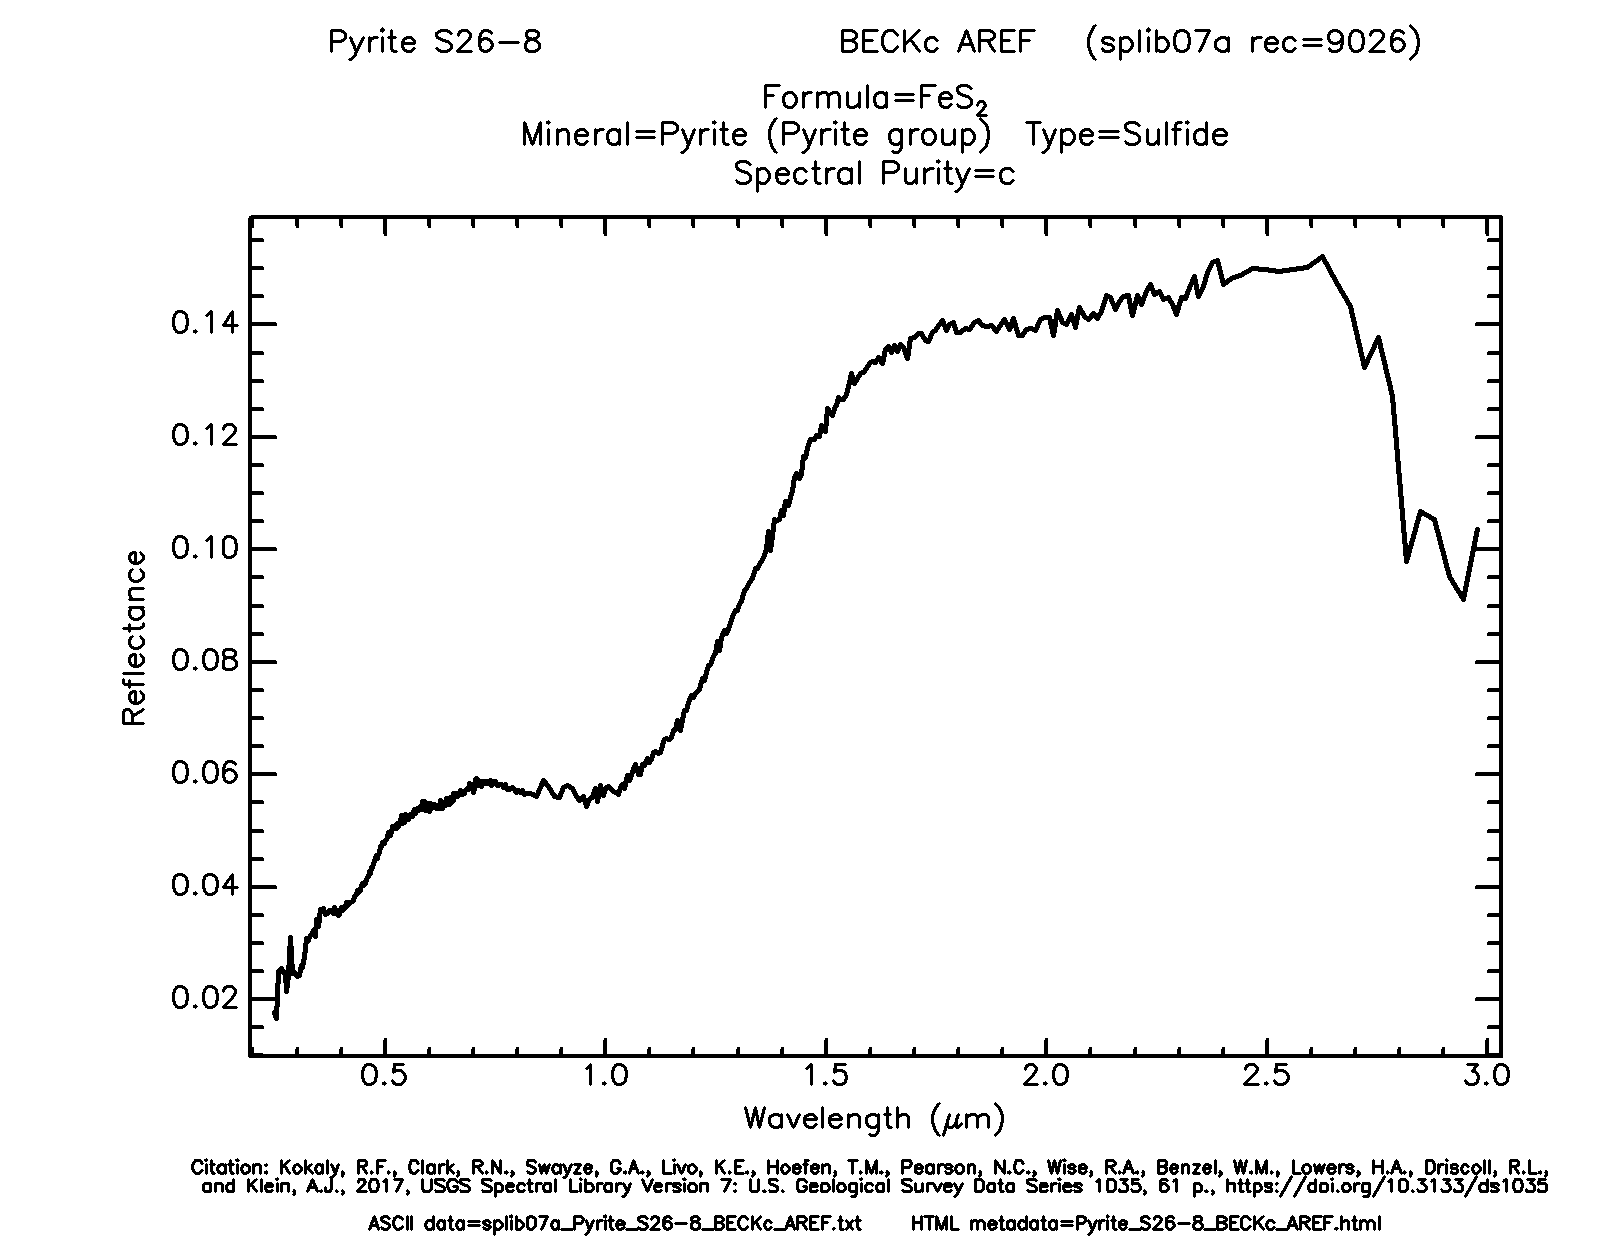 Pyrite S26-8 BECKc AREF (splib07a rec=9026)
Formula=FeS₂
Mineral=Pyrite (Pyrite group) Type=Sulfide
Spectral Purity=c
Reflectance
0.14
0.12
0.10
0.08
0.06
0.04
0.02
0.5 1.0 1.5 2.0 2.5 3.0
Wavelength (μm)
Citation: Kokaly, R.F., Clark, R.N., Swayze, G.A., Livo, K.E., Hoefen, T.M., Pearson, N.C., Wise, R.A., Benzel, W.M., Lowers, H.A., Driscoll, R.L.,
and Klein, A.J., 2017, USGS Spectral Library Version 7: U.S. Geological Survey Data Series 1035, 61 p., https://doi.org/10.3133/ds1035
ASCII data=splib07a_Pyrite_S26-8_BECKc_AREF.txt HTML metadata=Pyrite_S26-8_BECKc_AREF.html